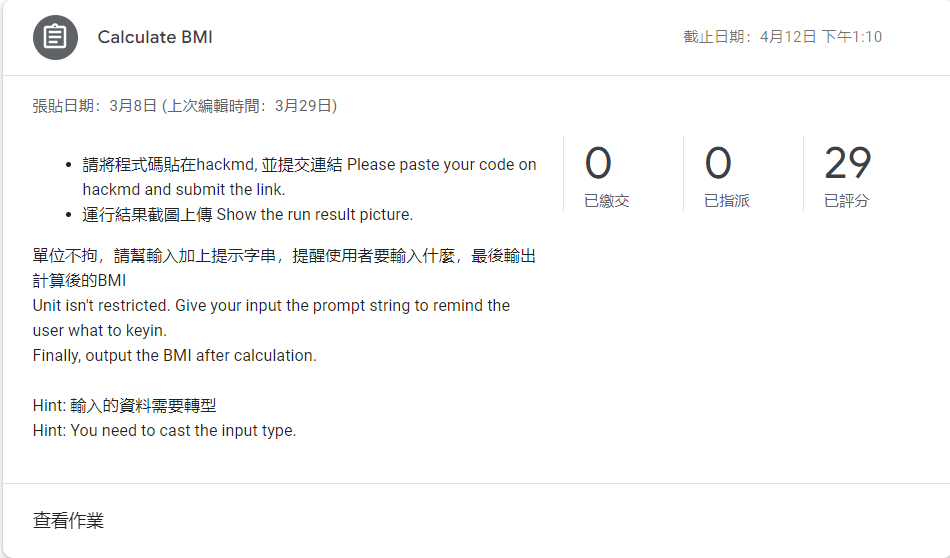 Calculate BMI
截止日期：4月12日 下午1:10
張貼日期：3月8日 (上次編輯時間：3月29日)
請將程式碼貼在hackmd, 並提交連結 Please paste your code on
hackmd and submit the link.
運行結果截圖上傳 Show the run result picture.
單位不拘，請幫輸入加上提示字串，提醒使用者要輸入什麼，最後輸出
計算後的BMI
Unit isn't restricted. Give your input the prompt string to remind the
user what to keyin.
Finally, output the BMI after calculation.
Hint: 輸入的資料需要轉型
Hint: You need to cast the input type.
0
已繳交
0
已指派
29
已評分
查看作業